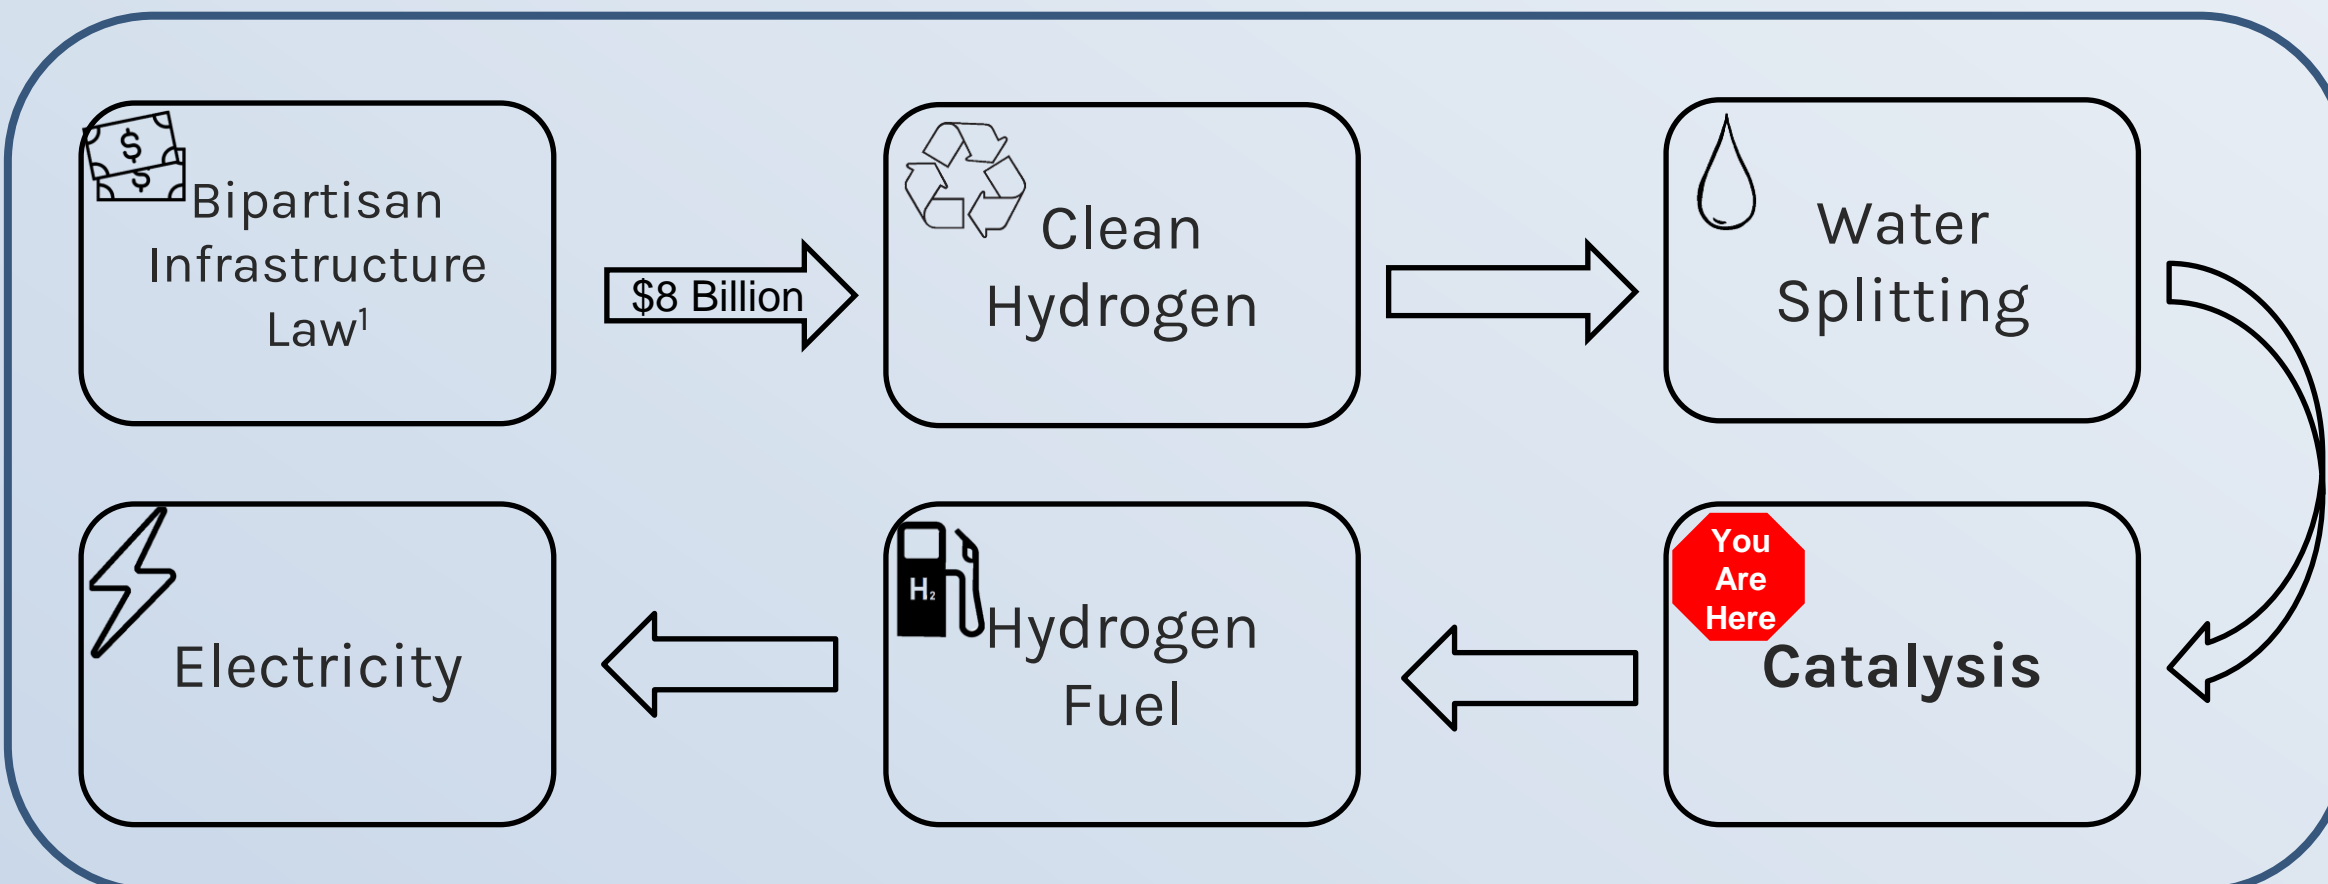 $
$
Bipartisan
Infrastructure
Law¹
$8 Billion
Clean
Hydrogen
Water
Splitting
You
Are
Here
Catalysis
H₂
Hydrogen
Fuel
Electricity